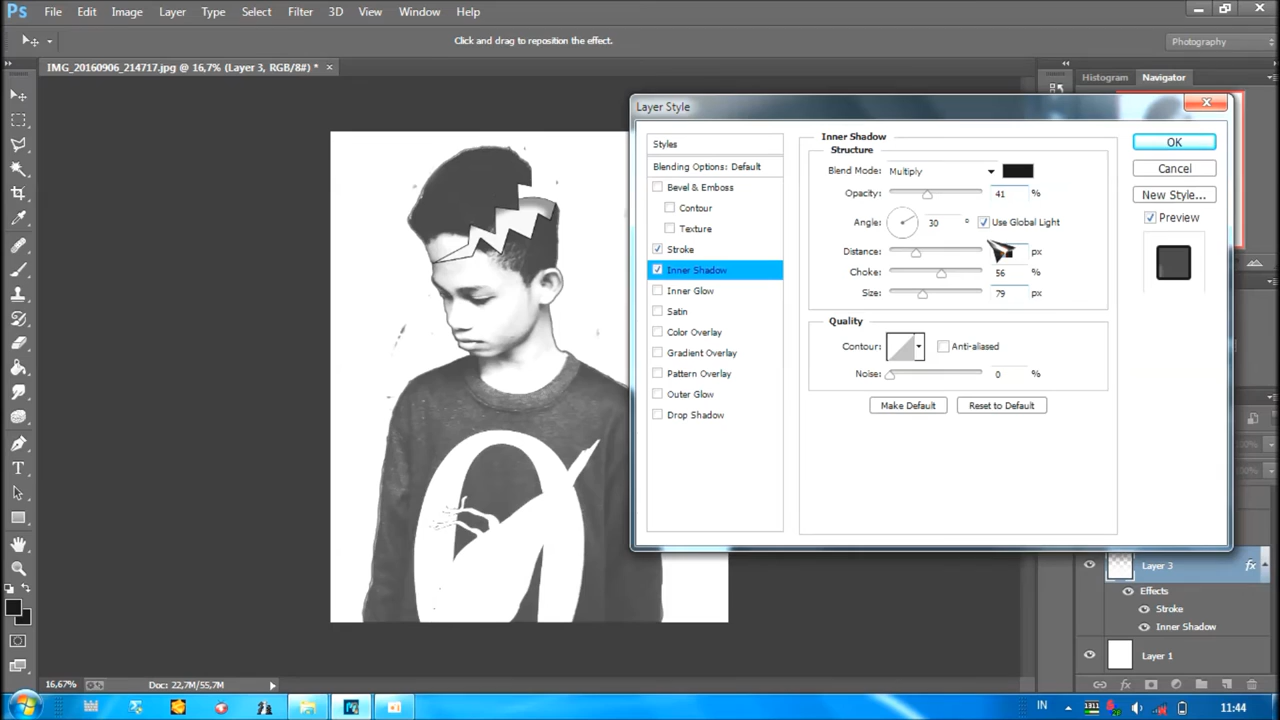 Ps File Edit Image Layer Type Select Filter 3D View Window Help
Click and drag to reposition the effect.
Photography
IMG_20160906_214717.jpg @ 16,7% (Layer 3, RGB/8#) * ×
Histogram Navigator
Layer Style
Styles
Blending Options: Default
Bevel & Emboss
Contour
Texture
Stroke
Inner Shadow
Inner Glow
Satin
Color Overlay
Gradient Overlay
Pattern Overlay
Outer Glow
Drop Shadow
Inner Shadow
Structure
Blend Mode: Multiply
Opacity: 41 %
Angle: 30 ° Use Global Light
Distance: px
Choke: 56 %
Size: 79 px
Quality
Contour: Anti-aliased
Noise: 0 %
Make Default Reset to Default
OK
Cancel
New Style...
Preview
Layer 3 fx
Effects
Stroke
Inner Shadow
Layer 1
16,67% Doc: 22,7M/55,7M
IN 11:44